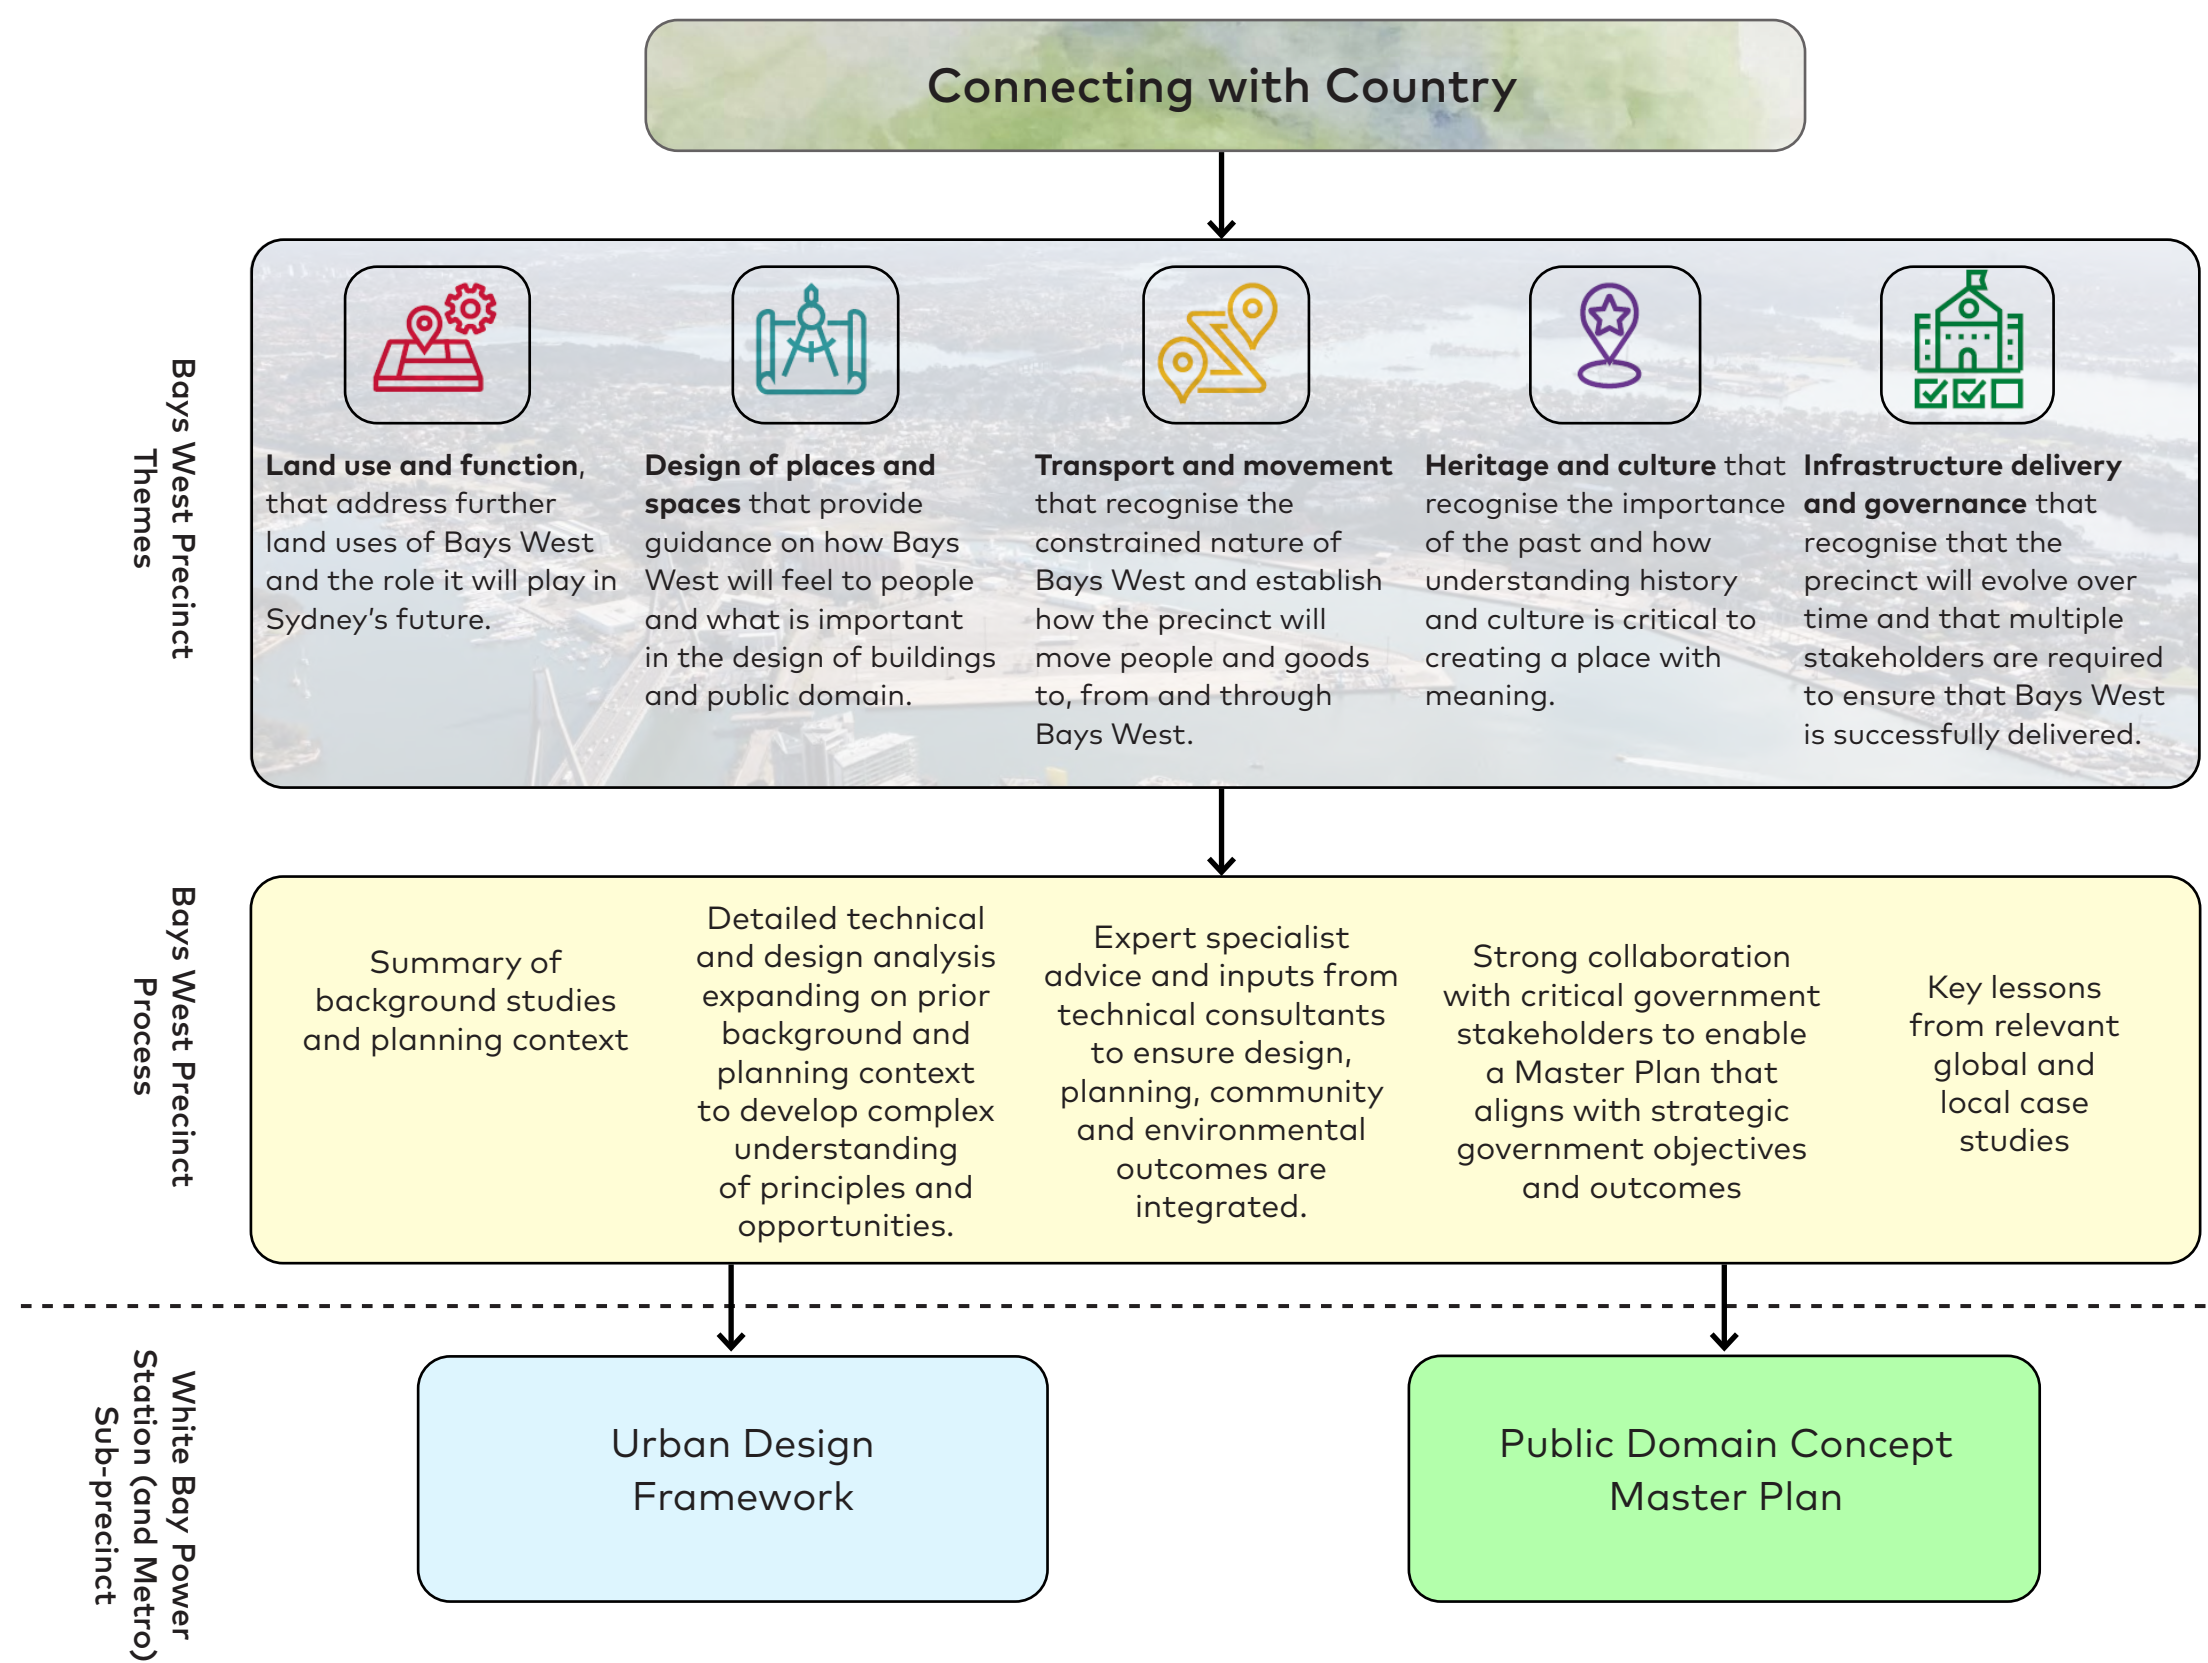 Connecting with Country
Bays West Precinct
Themes
Land use and function,
that address further
land uses of Bays West
and the role it will play in
Sydney's future.
Design of places and
spaces that provide
guidance on how Bays
West will feel to people
and what is important
in the design of buildings
and public domain.
Transport and movement
that recognise the
constrained nature of
Bays West and establish
how the precinct will
move people and goods
to, from and through
Bays West.
Heritage and culture that
recognise the importance
of the past and how
understanding history
and culture is critical to
creating a place with
meaning.
Infrastructure delivery
and governance that
recognise that the
precinct will evolve over
time and that multiple
stakeholders are required
to ensure that Bays West
is successfully delivered.
Bays West Precinct
Process
Summary of
background studies
and planning context
Detailed technical
and design analysis
expanding on prior
background and
planning context
to develop complex
understanding
of principles and
opportunities.
Expert specialist
advice and inputs from
technical consultants
to ensure design,
planning, community
and environmental
outcomes are
integrated.
Strong collaboration
with critical government
stakeholders to enable
a Master Plan that
aligns with strategic
government objectives
and outcomes
Key lessons
from relevant
global and
local case
studies
White Bay Power
Station (and Metro)
Sub-precinct
Urban Design
Framework
Public Domain Concept
Master Plan